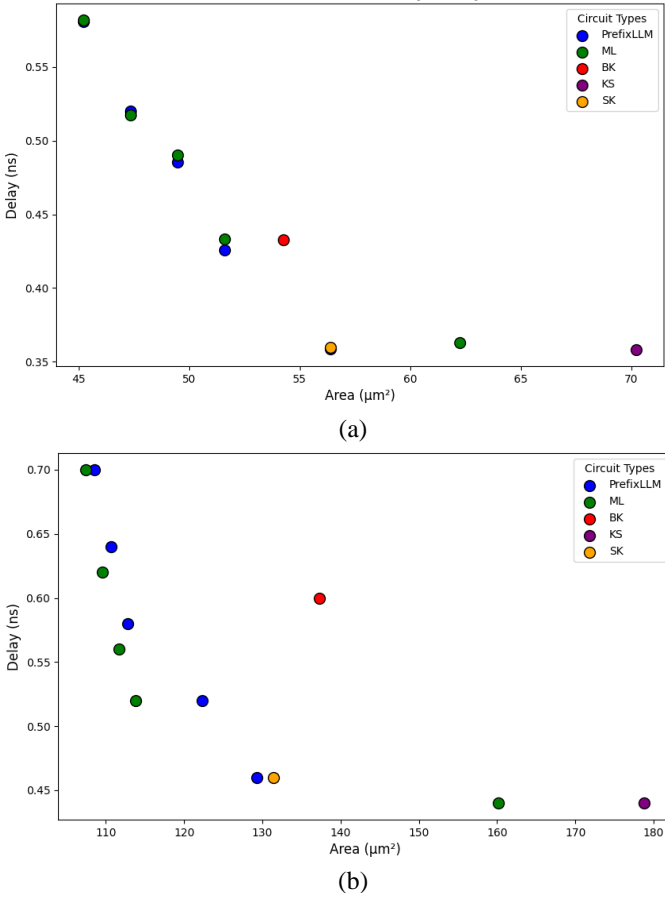 Circuit Types
PrefixLLM
ML
BK
KS
SK
0.55
0.50
0.45
0.40
0.35
Delay (ns)
45 50 55 60 65 70
Area (μm²)
(a)
Circuit Types
PrefixLLM
ML
BK
KS
SK
0.70
0.65
0.60
0.55
0.50
0.45
Delay (ns)
110 120 130 140 150 160 170 180
Area (μm²)
(b)